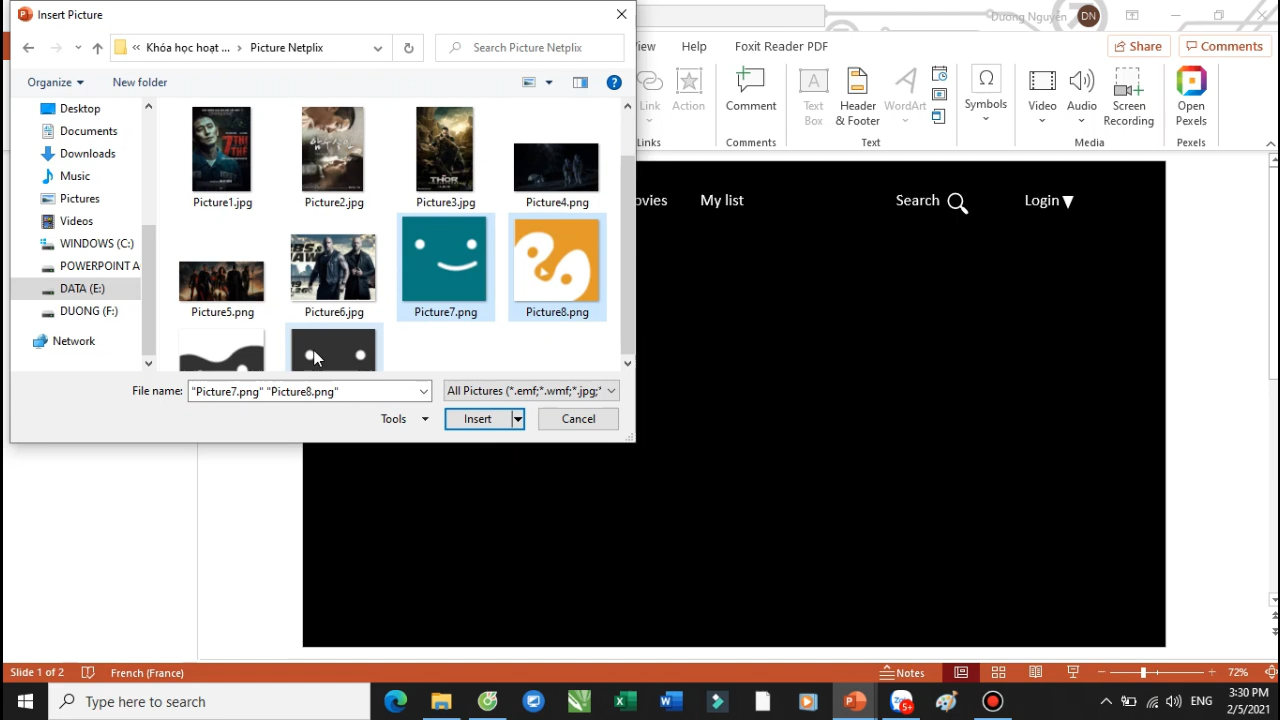 Insert Picture
Duong Nguyen DN
Khóa học hoạt ... Picture Netplix
Search Picture Netplix
Help Foxit Reader PDF
Share Comments
Organize New folder
Desktop
Documents
Downloads
Music
Pictures
Videos
WINDOWS (C:)
POWERPOINT A
DATA (E:)
DUONG (F:)
Network
Picture1.jpg Picture2.jpg Picture3.jpg Picture4.png
Picture5.png Picture6.jpg Picture7.png Picture8.png
THOR
File name: "Picture7.png" "Picture8.png"
All Pictures (*.emf;*.wmf;*.jpg;*
Tools Insert Cancel
Link
Action
Comment
Text
Box
Header
& Footer
WordArt
Symbols
Video
Audio
Screen
Recording
Open
Pexels
Links Comments Text Media Pexels
My list
Search
Login
Slide 1 of 2 French (France)
Notes
72%
Type here to search
5+
ENG
3:30 PM
2/5/2021